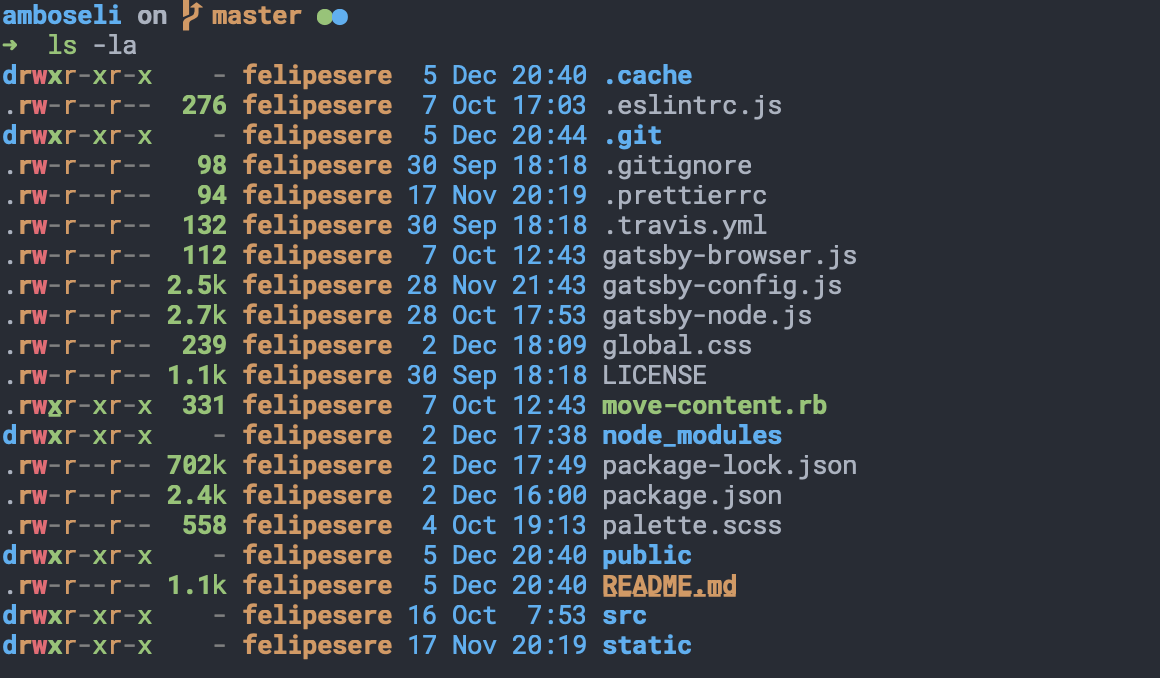 amboseli on master
➜ ls -la
drwxr-xr-x - felipesere 5 Dec 20:40 .cache
.rw-r--r-- 276 felipesere 7 Oct 17:03 .eslintrc.js
drwxr-xr-x - felipesere 5 Dec 20:44 .git
.rw-r--r-- 98 felipesere 30 Sep 18:18 .gitignore
.rw-r--r-- 94 felipesere 17 Nov 20:19 .prettierrc
.rw-r--r-- 132 felipesere 30 Sep 18:18 .travis.yml
.rw-r--r-- 112 felipesere 7 Oct 12:43 gatsby-browser.js
.rw-r--r-- 2.5k felipesere 28 Nov 21:43 gatsby-config.js
.rw-r--r-- 2.7k felipesere 28 Oct 17:53 gatsby-node.js
.rw-r--r-- 239 felipesere 2 Dec 18:09 global.css
.rw-r--r-- 1.1k felipesere 30 Sep 18:18 LICENSE
.rwxr-xr-x 331 felipesere 7 Oct 12:43 move-content.rb
drwxr-xr-x - felipesere 2 Dec 17:38 node_modules
.rw-r--r-- 702k felipesere 2 Dec 17:49 package-lock.json
.rw-r--r-- 2.4k felipesere 2 Dec 16:00 package.json
.rw-r--r-- 558 felipesere 4 Oct 19:13 palette.scss
drwxr-xr-x - felipesere 5 Dec 20:40 public
.rw-r--r-- 1.1k felipesere 5 Dec 20:40 README.md
drwxr-xr-x - felipesere 16 Oct 7:53 src
drwxr-xr-x - felipesere 17 Nov 20:19 static